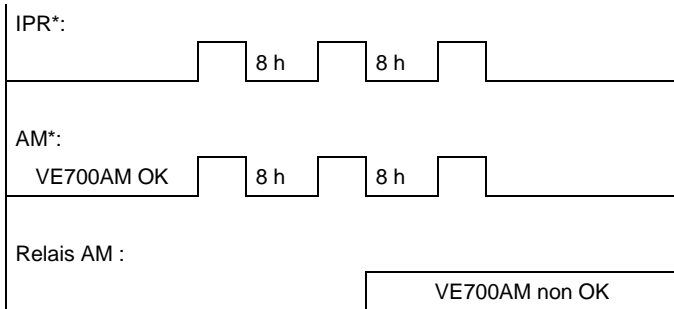 IPR*:
8 h 8 h
AM*:
VE700AM OK 8 h 8 h
Relais AM :
VE700AM non OK